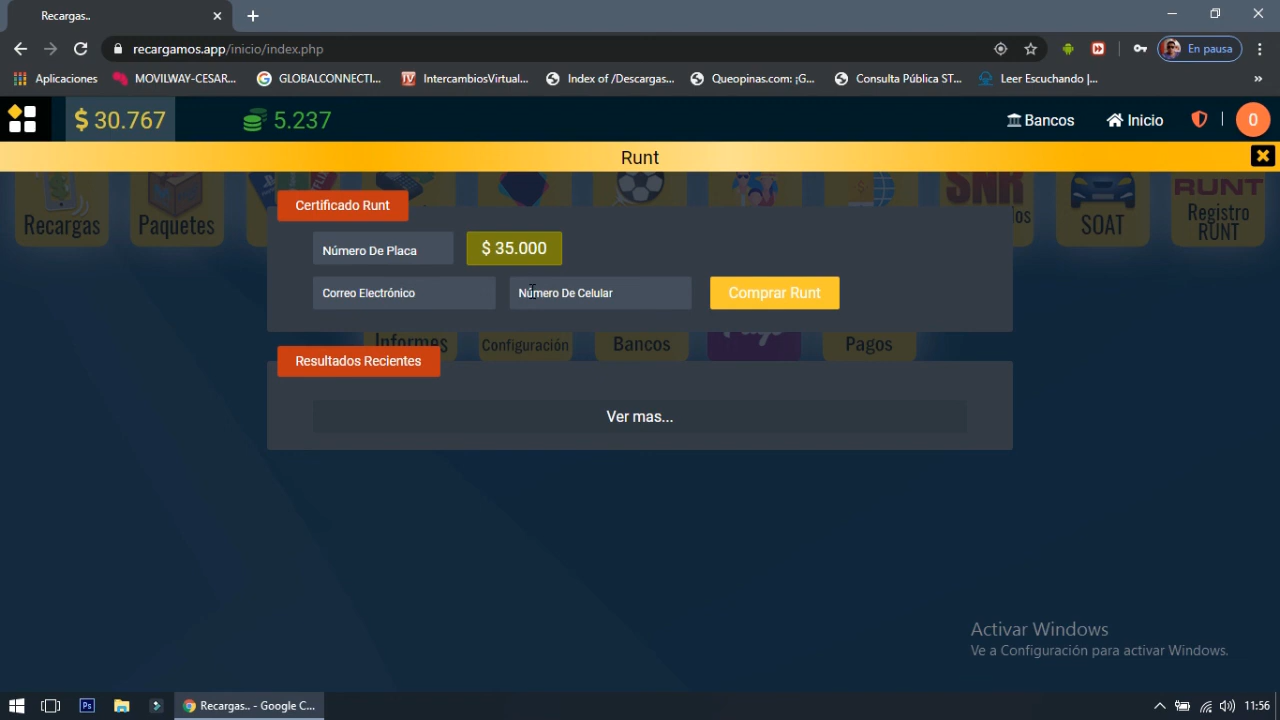 Recargas..
recargamos.app/inicio/index.php
En pausa
Aplicaciones
MOVILWAY-CESAR...
GLOBALCONNECTI...
IntercambiosVirtual...
Index of /Descargas...
Queopinas.com: ¡G...
Consulta Pública ST...
Leer Escuchando |...
»
$ 30.767
5.237
Bancos
Inicio
0
Runt
Recargas
Paquetes
SNR
SOAT
RUNT
Registro
RUNT
Certificado Runt
Número De Placa
$ 35.000
Correo Electrónico
Número De Celular
Comprar Runt
Informes
Configuración
Bancos
Pagos
Resultados Recientes
Ver mas...
Activar Windows
Ve a Configuración para activar Windows.
Ps
Recargas.. - Google C...
11:56